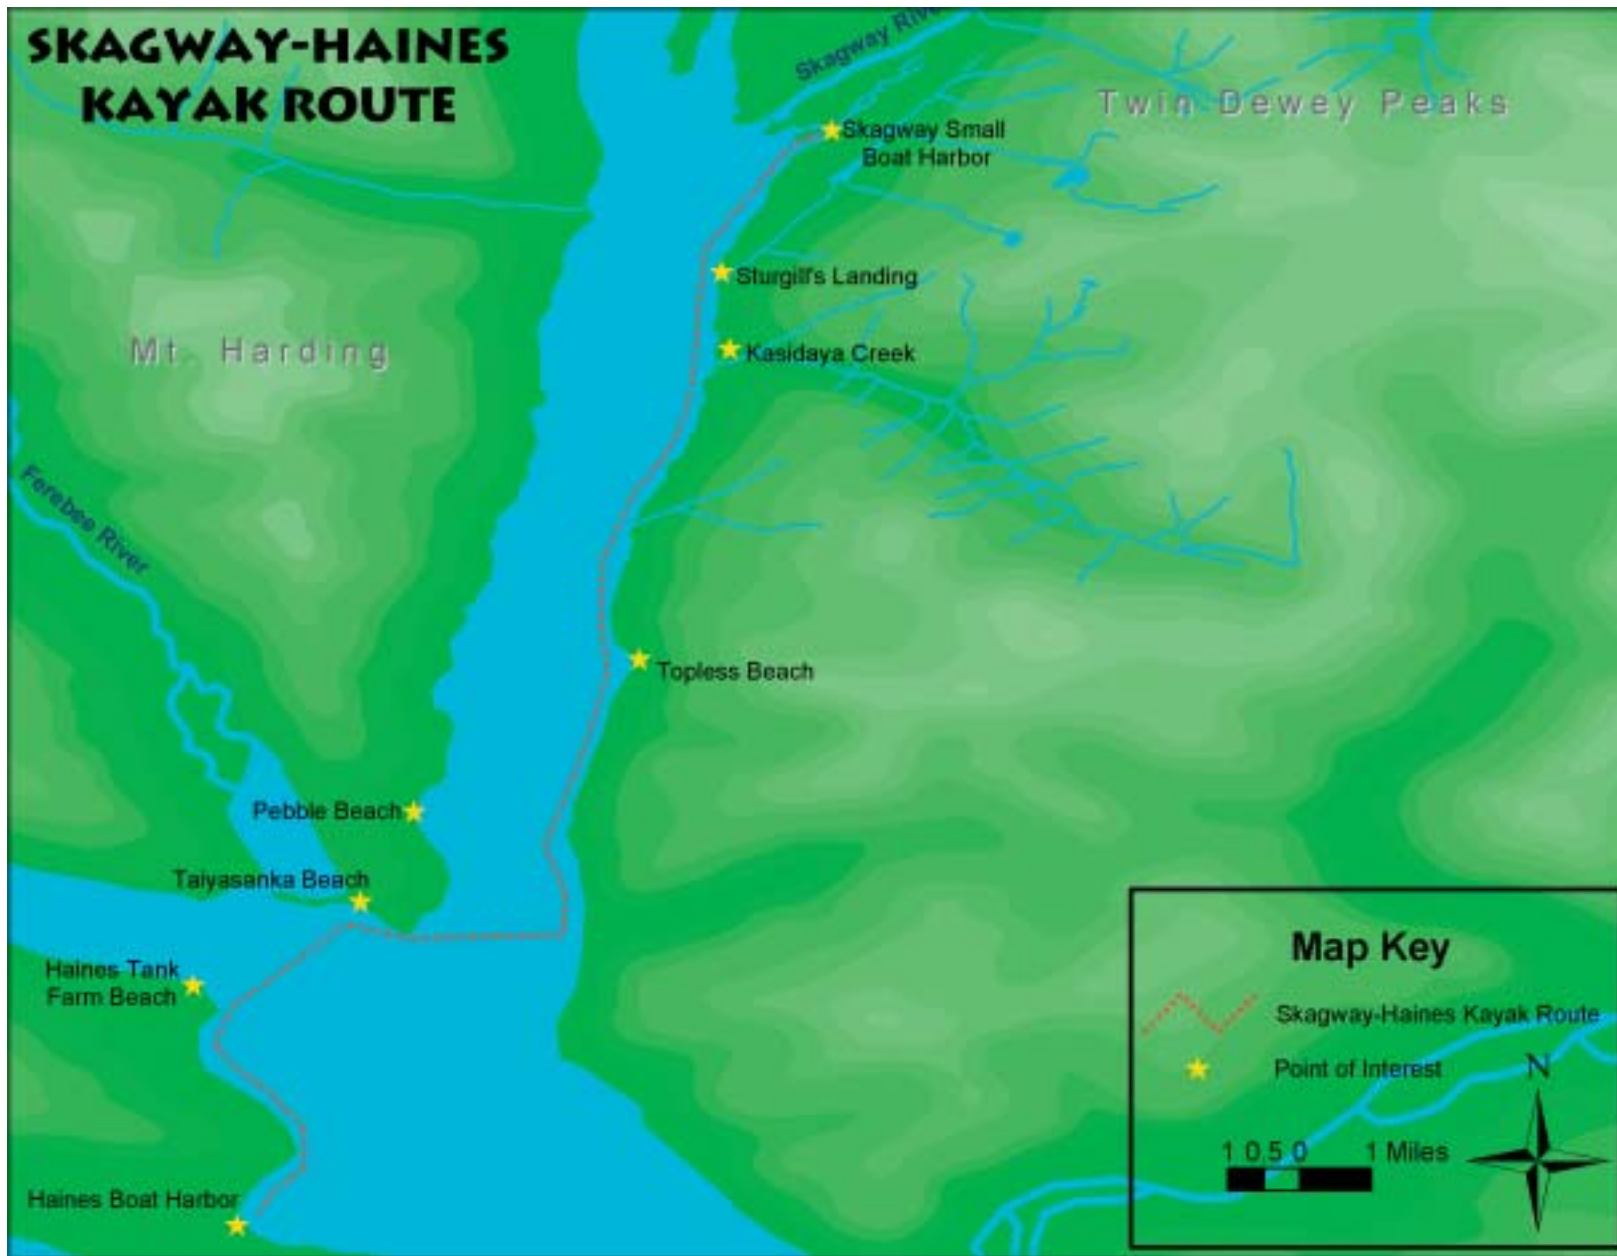 SKAGWAY-HAINES
KAYAK ROUTE
Skagway River
Twin Dewey Peaks
Skagway Small
Boat Harbor
Sturgill's Landing
Mt. Harding
Kasidaya Creek
Ferebee River
Topless Beach
Pebble Beach
Taiyasanka Beach
Haines Tank
Farm Beach
Haines Boat Harbor
Map Key
Skagway-Haines Kayak Route
Point of Interest
N
1 0.5 0 1 Miles